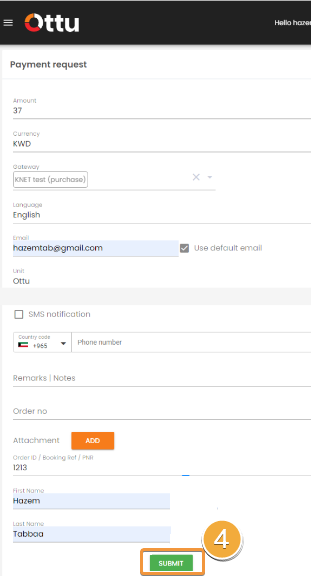 Ottu
Hello hazem
Payment request
Amount
37
Currency
KWD
Gateway
KNET test (purchase)
Language
English
Email
hazemtab@gmail.com
Use default email
Unit
Ottu
SMS notification
Country code
+965
Phone number
Remarks | Notes
Order no
Attachment ADD
Order ID / Booking Ref / PNR
1213
First Name
Hazem
Last Name
Tabbaa
4
SUBMIT